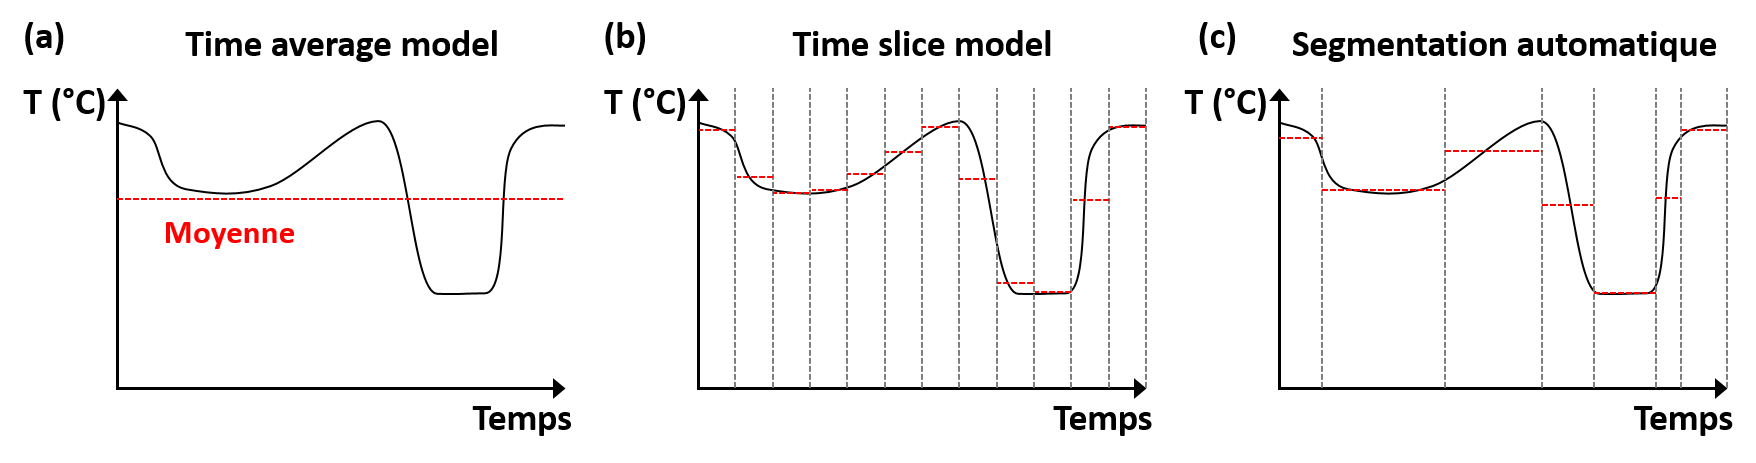 (a)
Time average model
T (°C)
Moyenne
Temps
(b)
Time slice model
T (°C)
Temps
(c)
Segmentation automatique
T (°C)
Temps